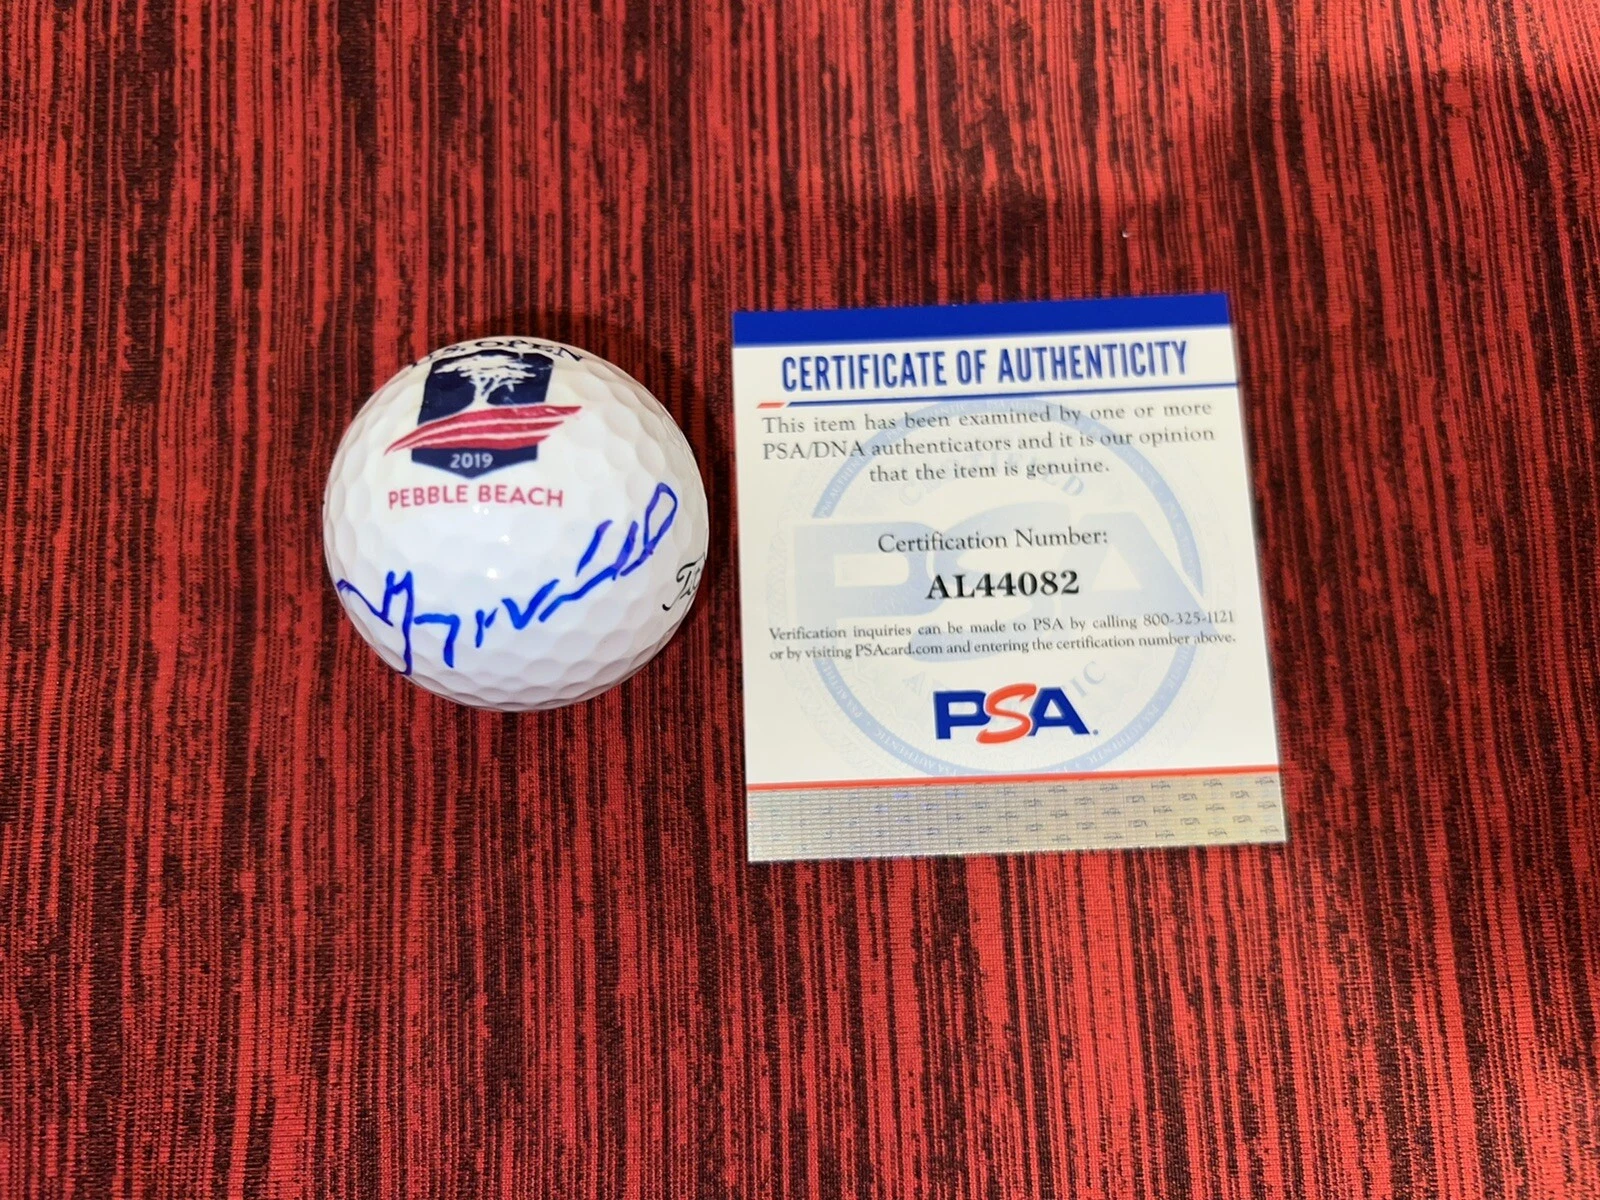 U.S. OPEN
2019
PEBBLE BEACH
CERTIFICATE OF AUTHENTICITY
This item has been examined by one or more
PSA/DNA authenticators and it is our opinion
that the item is genuine.
Certification Number:
AL44082
Verification inquiries can be made to PSA by calling 800-325-1121
or by visiting PSAcard.com and entering the certification number above.
PSA